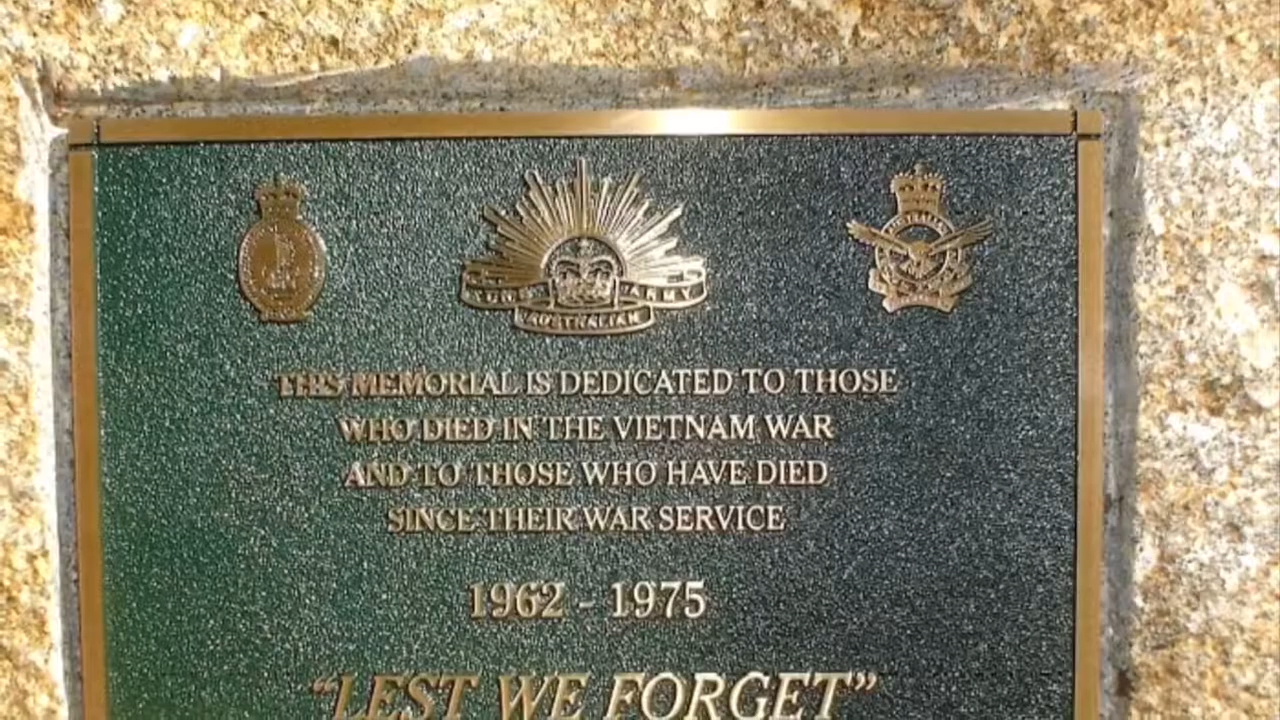 AUSTRALIAN
THIS MEMORIAL IS DEDICATED TO THOSE
WHO DIED IN THE VIETNAM WAR
AND TO THOSE WHO HAVE DIED
SINCE THEIR WAR SERVICE
1962 - 1975
"LEST WE FORGET"